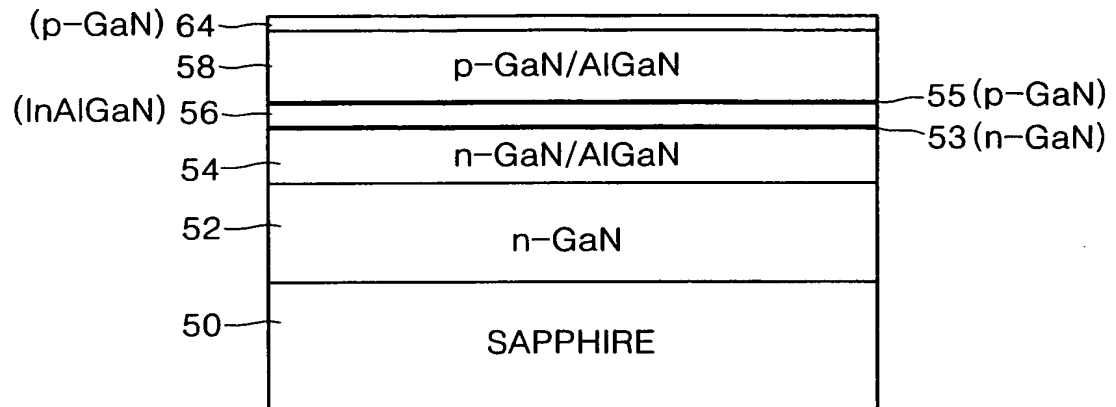 (p-GaN) 64
58 p-GaN/AlGaN
55 (p-GaN)
(InAlGaN) 56
53 (n-GaN)
54 n-GaN/AlGaN
52 n-GaN
50 SAPPHIRE